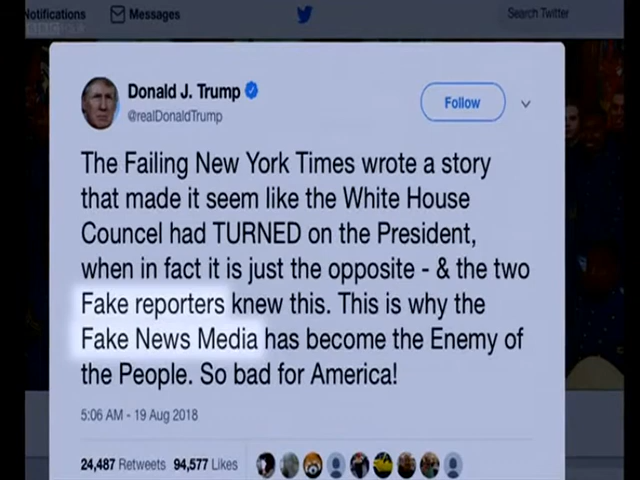 Notifications Messages Search Twitter
Donald J. Trump
@realDonaldTrump
Follow
The Failing New York Times wrote a story
that made it seem like the White House
Councel had TURNED on the President,
when in fact it is just the opposite - & the two
Fake reporters knew this. This is why the
Fake News Media has become the Enemy of
the People. So bad for America!
5:06 AM - 19 Aug 2018
24,487 Retweets 94,577 Likes